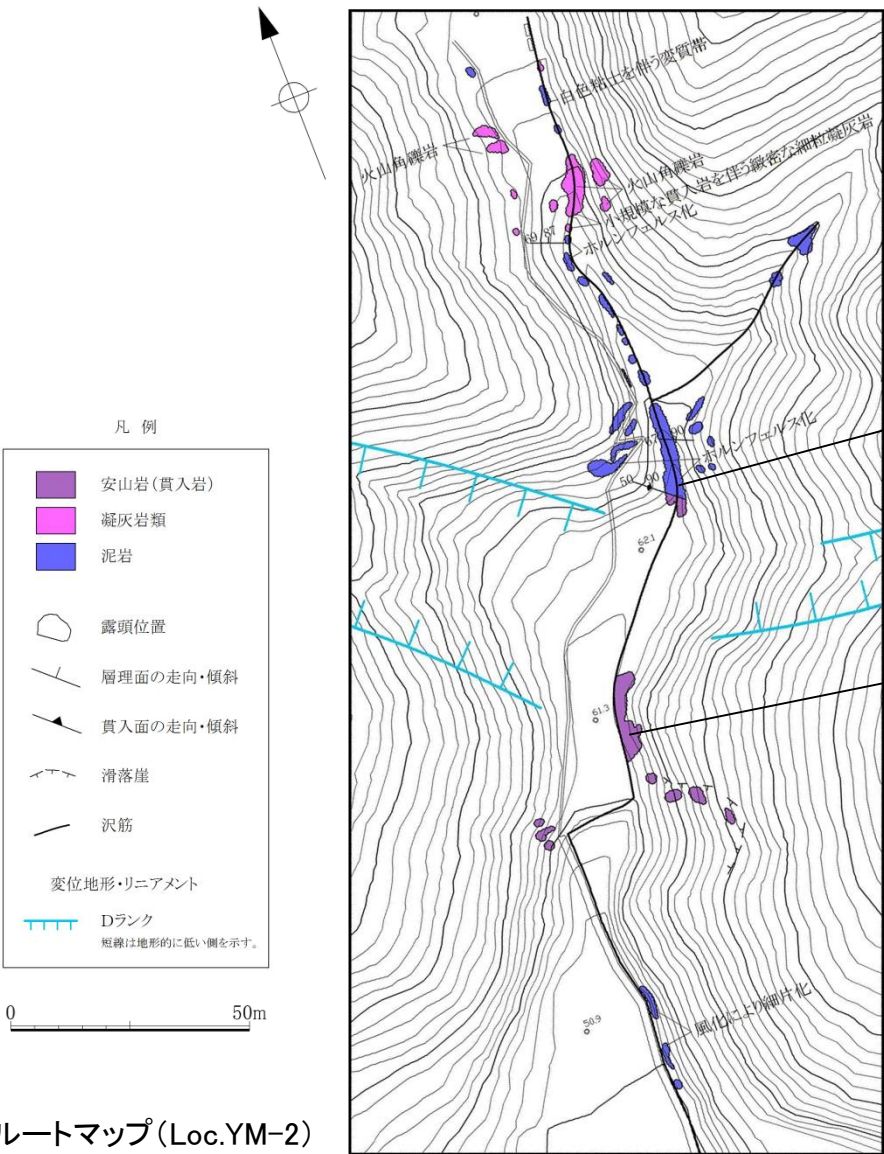 凡 例
安山岩(貫入岩)
凝灰岩類
泥岩
露頭位置
層理面の走向・傾斜
貫入面の走向・傾斜
滑落崖
沢筋
変位地形・リニアメント
Dランク
短線は地形的に低い側を示す。
0 50m
ルートマップ(Loc.YM-2)
白色粘土を伴う変質帯
火山角礫岩
火山角礫岩
小規模な貫入岩を伴う緻密な細粒凝灰岩
69 87
ホルンフェルス化
67 90
ホルンフェルス化
50 90
62.1
61.3
風化により細片化
50.9